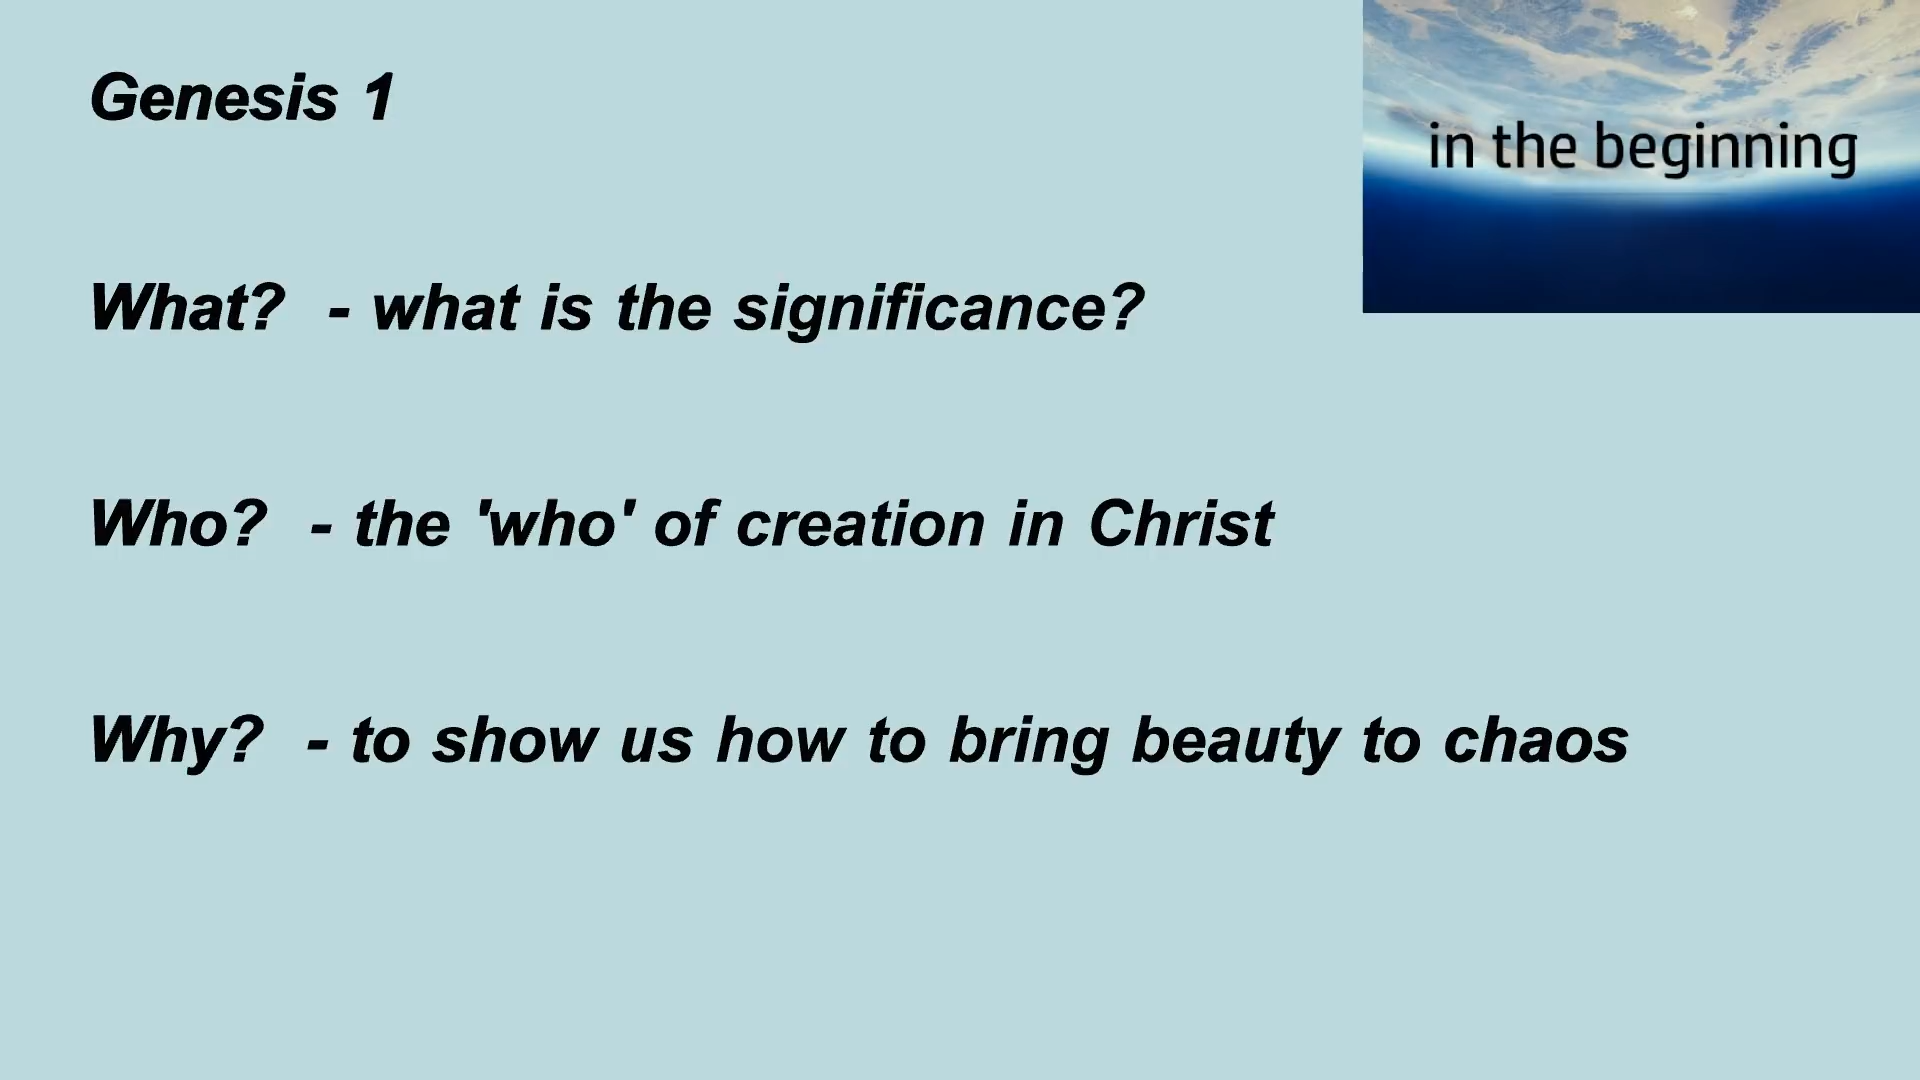 Genesis 1
in the beginning
What? - what is the significance?
Who? - the 'who' of creation in Christ
Why? - to show us how to bring beauty to chaos